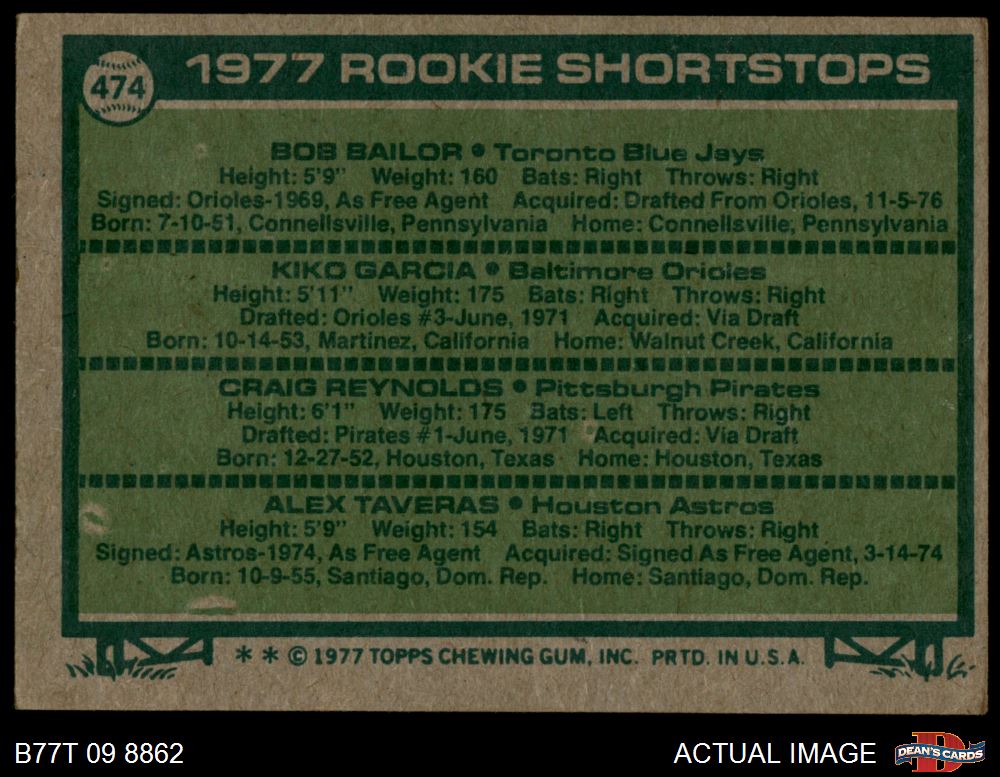 474
1977 ROOKIE SHORTSTOPS
BOB BAILOR • Toronto Blue Jays
Height: 5'9" Weight: 160 Bats: Right Throws: Right
Signed: Orioles-1969, As Free Agent Acquired: Drafted From Orioles, 11-5-76
Born: 7-10-51, Connellsville, Pennsylvania Home: Connellsville, Pennsylvania
KIKO GARCIA • Baltimore Orioles
Height: 5'11" Weight: 175 Bats: Right Throws: Right
Drafted: Orioles #3-June, 1971 Acquired: Via Draft
Born: 10-14-53, Martinez, California Home: Walnut Creek, California
CRAIG REYNOLDS • Pittsburgh Pirates
Height: 6'1" Weight: 175 Bats: Left Throws: Right
Drafted: Pirates #1-June, 1971 Acquired: Via Draft
Born: 12-27-52, Houston, Texas Home: Houston, Texas
ALEX TAVERAS • Houston Astros
Height: 5'9" Weight: 154 Bats: Right Throws: Right
Signed: Astros-1974, As Free Agent Acquired: Signed As Free Agent, 3-14-74
Born: 10-9-55, Santiago, Dom. Rep. Home: Santiago, Dom. Rep.
* * © 1977 TOPPS CHEWING GUM, INC. PRTD. IN U.S.A.
B77T 09 8862
ACTUAL IMAGE
D
DEAN'S CARDS